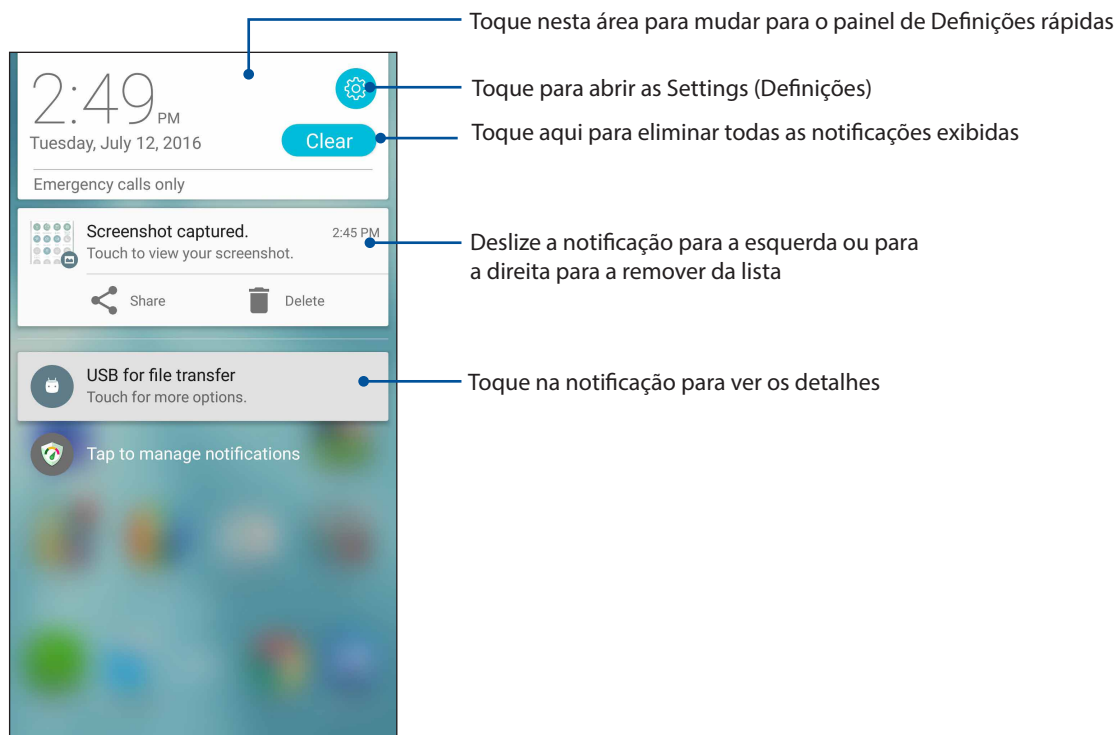 Toque nesta área para mudar para o painel de Definições rápidas
2:49 PM
Toque para abrir as Settings (Definições)
Tuesday, July 12, 2016
Clear
Toque aqui para eliminar todas as notificações exibidas
Emergency calls only
Screenshot captured.
2:45 PM
Touch to view your screenshot.
Deslize a notificação para a esquerda ou para
a direita para a remover da lista
Share
Delete
USB for file transfer
Touch for more options.
Toque na notificação para ver os detalhes
Tap to manage notifications